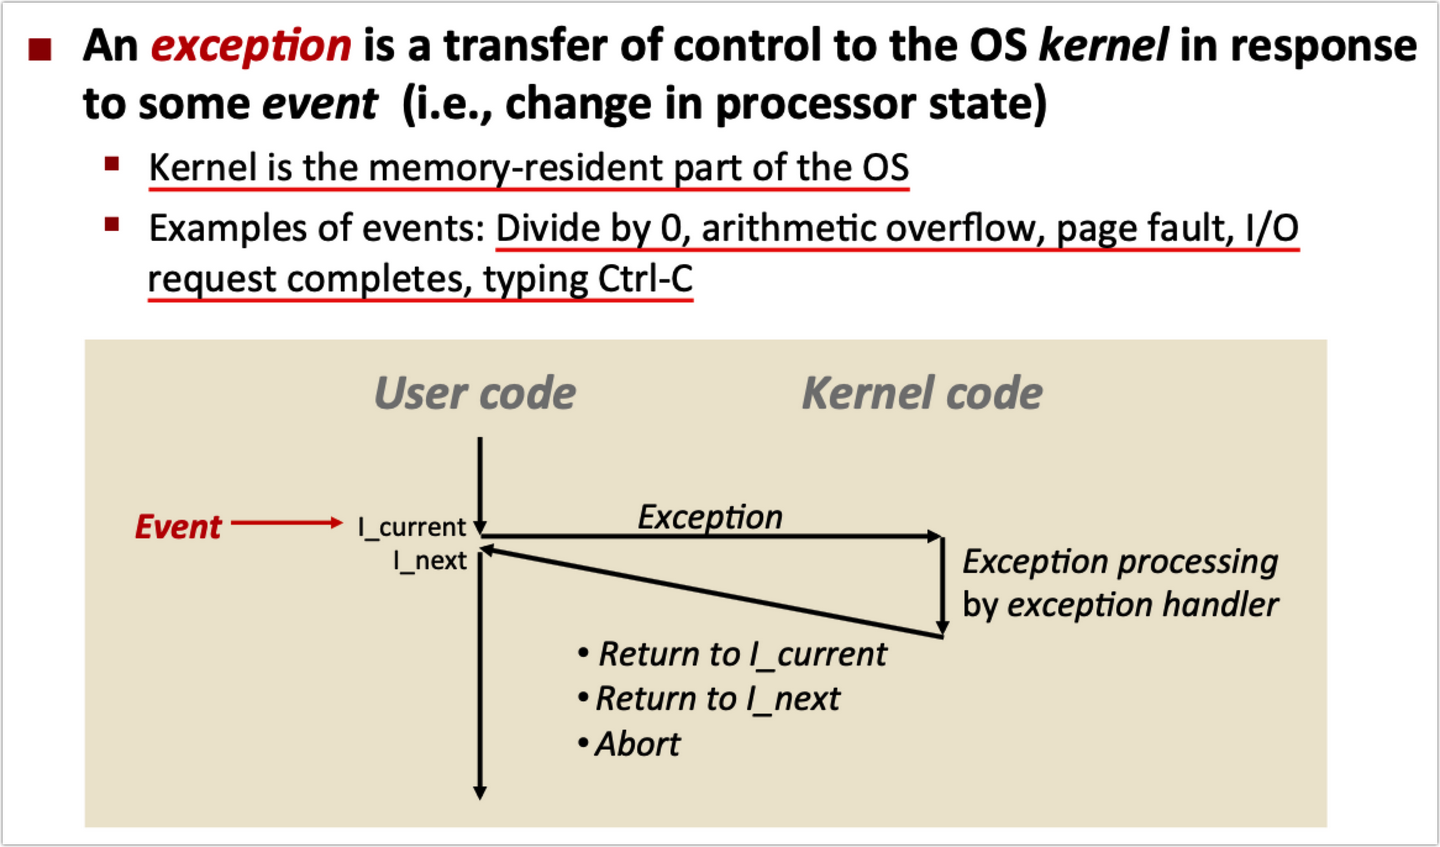 ■ An exception is a transfer of control to the OS kernel in response
to some event (i.e., change in processor state)
▪ Kernel is the memory-resident part of the OS
▪ Examples of events: Divide by 0, arithmetic overflow, page fault, I/O
request completes, typing Ctrl-C
User code
Kernel code
Exception
Event
I_current
I_next
Exception processing
by exception handler
• Return to I_current
• Return to I_next
• Abort